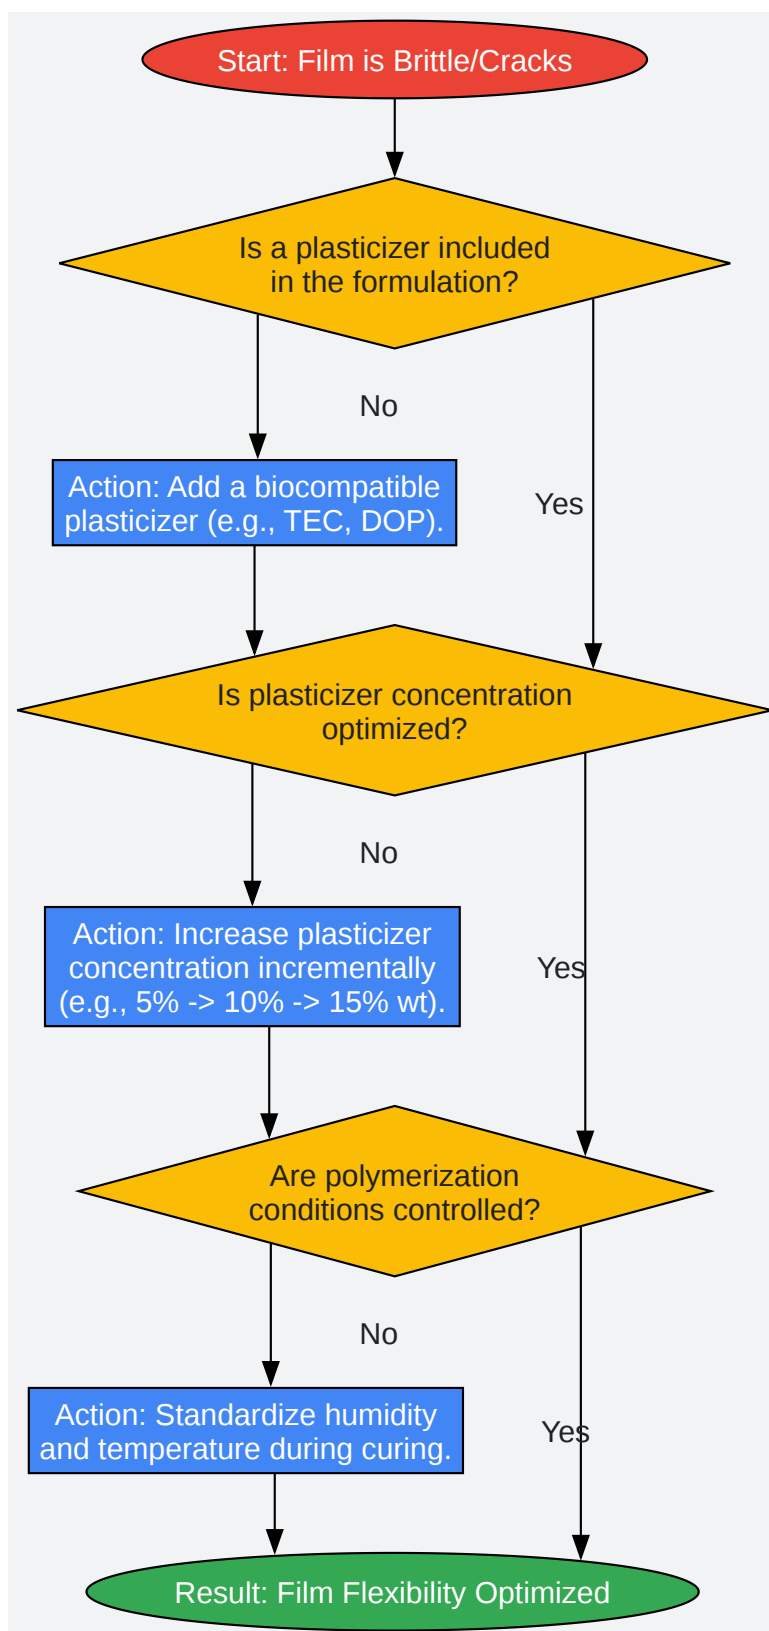 Start: Film is Brittle/Cracks
Is a plasticizer included
in the formulation?
No
Action: Add a biocompatible
plasticizer (e.g., TEC, DOP).
Yes
Is plasticizer concentration
optimized?
No
Action: Increase plasticizer
concentration incrementally
(e.g., 5% -> 10% -> 15% wt).
Yes
Are polymerization
conditions controlled?
No
Action: Standardize humidity
and temperature during curing.
Yes
Result: Film Flexibility Optimized